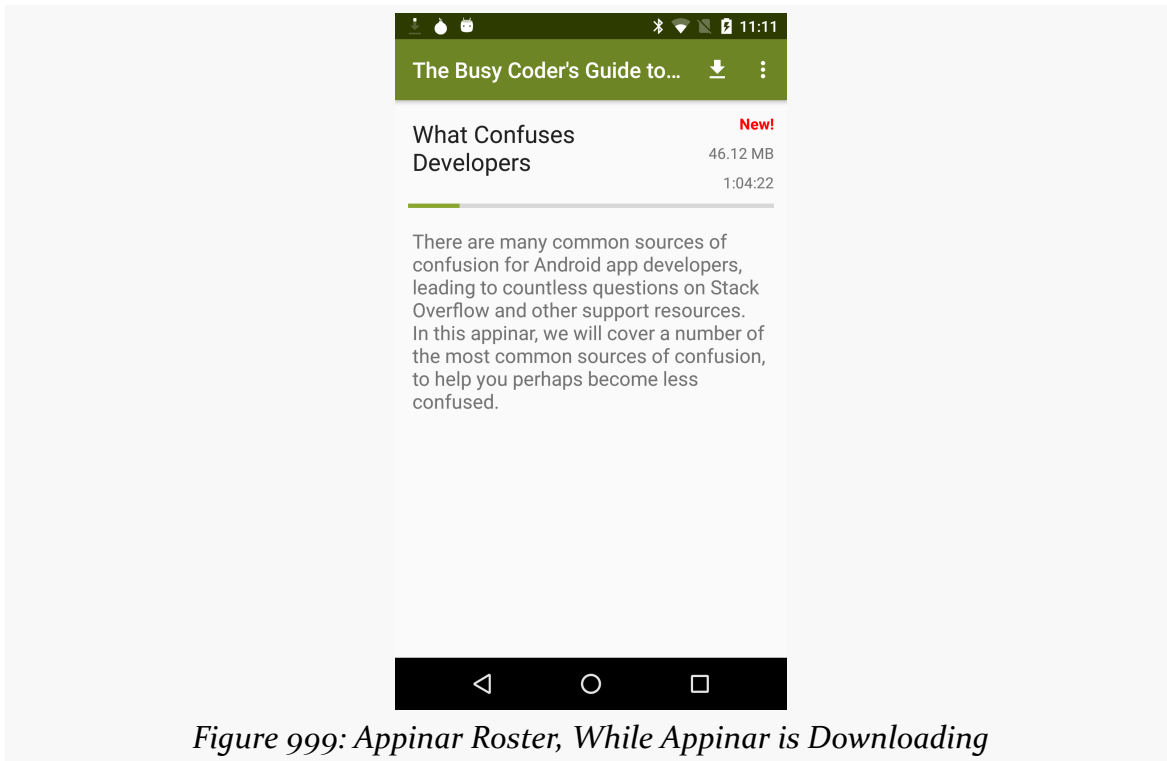 11:11
The Busy Coder's Guide to...
What Confuses
Developers
New!
46.12 MB
1:04:22
There are many common sources of
confusion for Android app developers,
leading to countless questions on Stack
Overflow and other support resources.
In this appinar, we will cover a number of
the most common sources of confusion,
to help you perhaps become less
confused.
Figure 999: Appinar Roster, While Appinar is Downloading